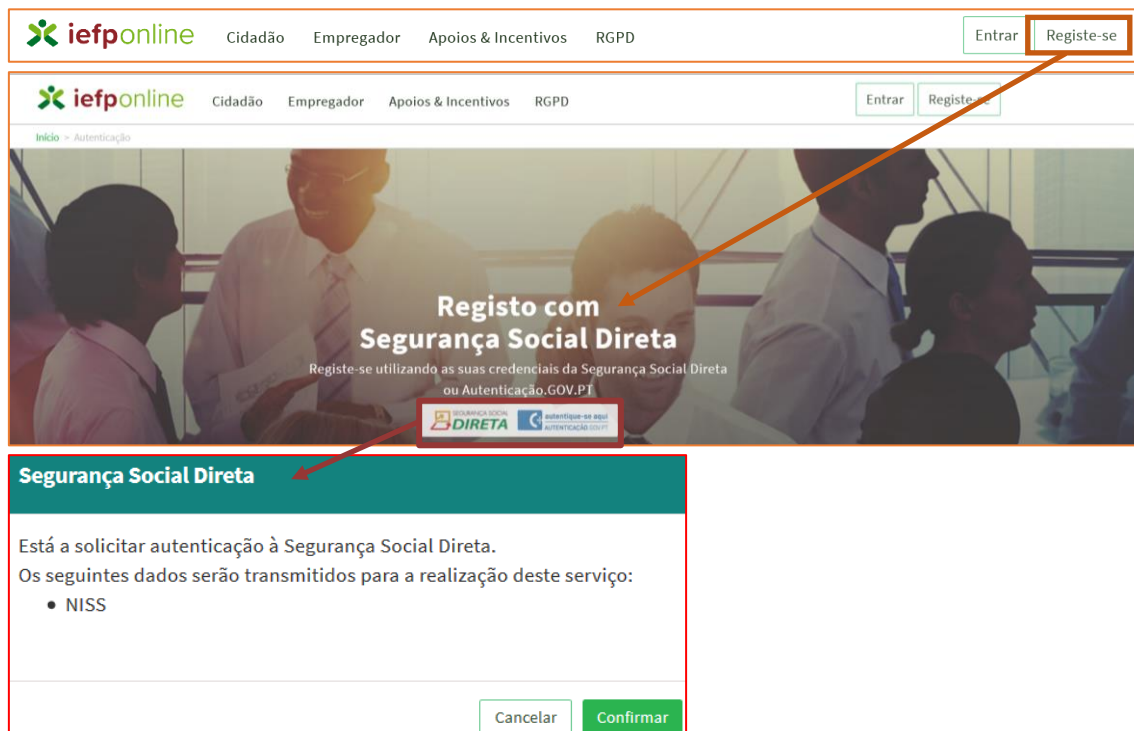 iefponline Cidadão Empregador Apoios & Incentivos RGPD Entrar Registe-se
iefponline Cidadão Empregador Apoios & Incentivos RGPD Entrar Registe-se
Início > Autenticação
Registo com
Segurança Social Direta
Registe-se utilizando as suas credenciais da Segurança Social Direta
ou Autenticação.GOV.PT
SEGURANÇA SOCIAL
DIRETA
autentique-se aqui
AUTENTICAÇÃO.GOV.PT
Segurança Social Direta
Está a solicitar autenticação à Segurança Social Direta.
Os seguintes dados serão transmitidos para a realização deste serviço:
• NISS
Cancelar Confirmar